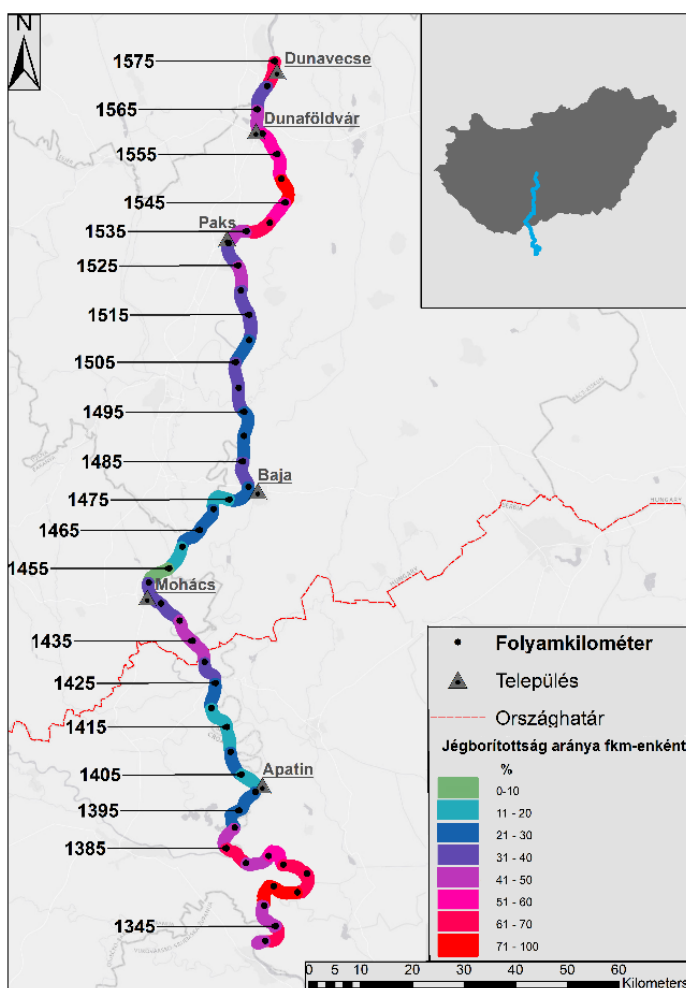 N
1575
Dunavecse
1565
Dunaföldvár
1555
1545
Paks
1535
1525
1515
1505
1495
1485
Baja
1475
1465
HUNGARY
SERBIA
1455
HUNGARY
Mohács
1435
1425
1415
1405
Apatin
1395
1385
1345
Folyamkilométer
Település
Országhatár
Jégborítottság aránya fkm-enként
%
0-10
11 - 20
21 - 30
31 - 40
41 - 50
51 - 60
61 - 70
71 - 100
0 5 10 20 30 40 50 60
Kilometers